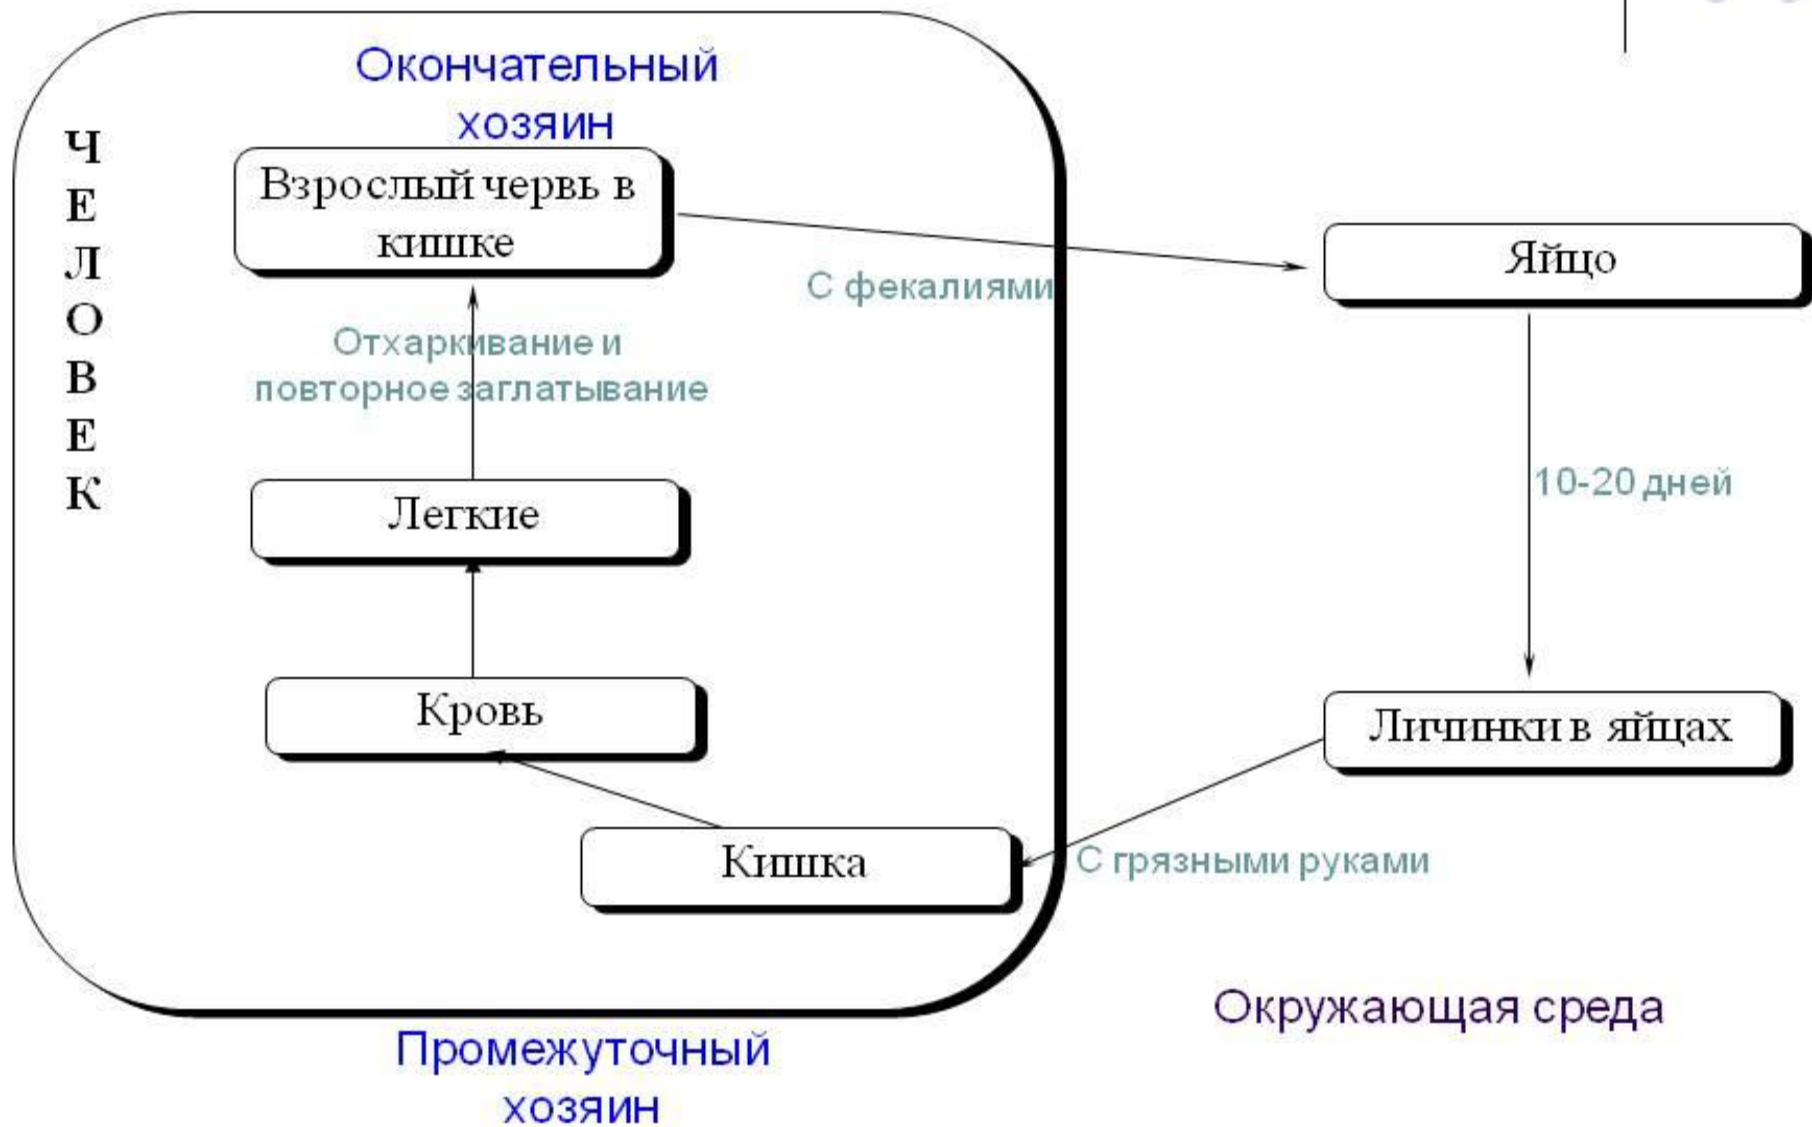 Окончательный
хозяин
ЧЕЛОВЕК
Взрослый червь в
кишке
С фекалиями
Яйцо
Отхаркивание и
повторное заглатывание
10-20 дней
Легкие
Кровь
Личинки в яйцах
Кишка
С грязными руками
Окружающая среда
Промежуточный
хозяин